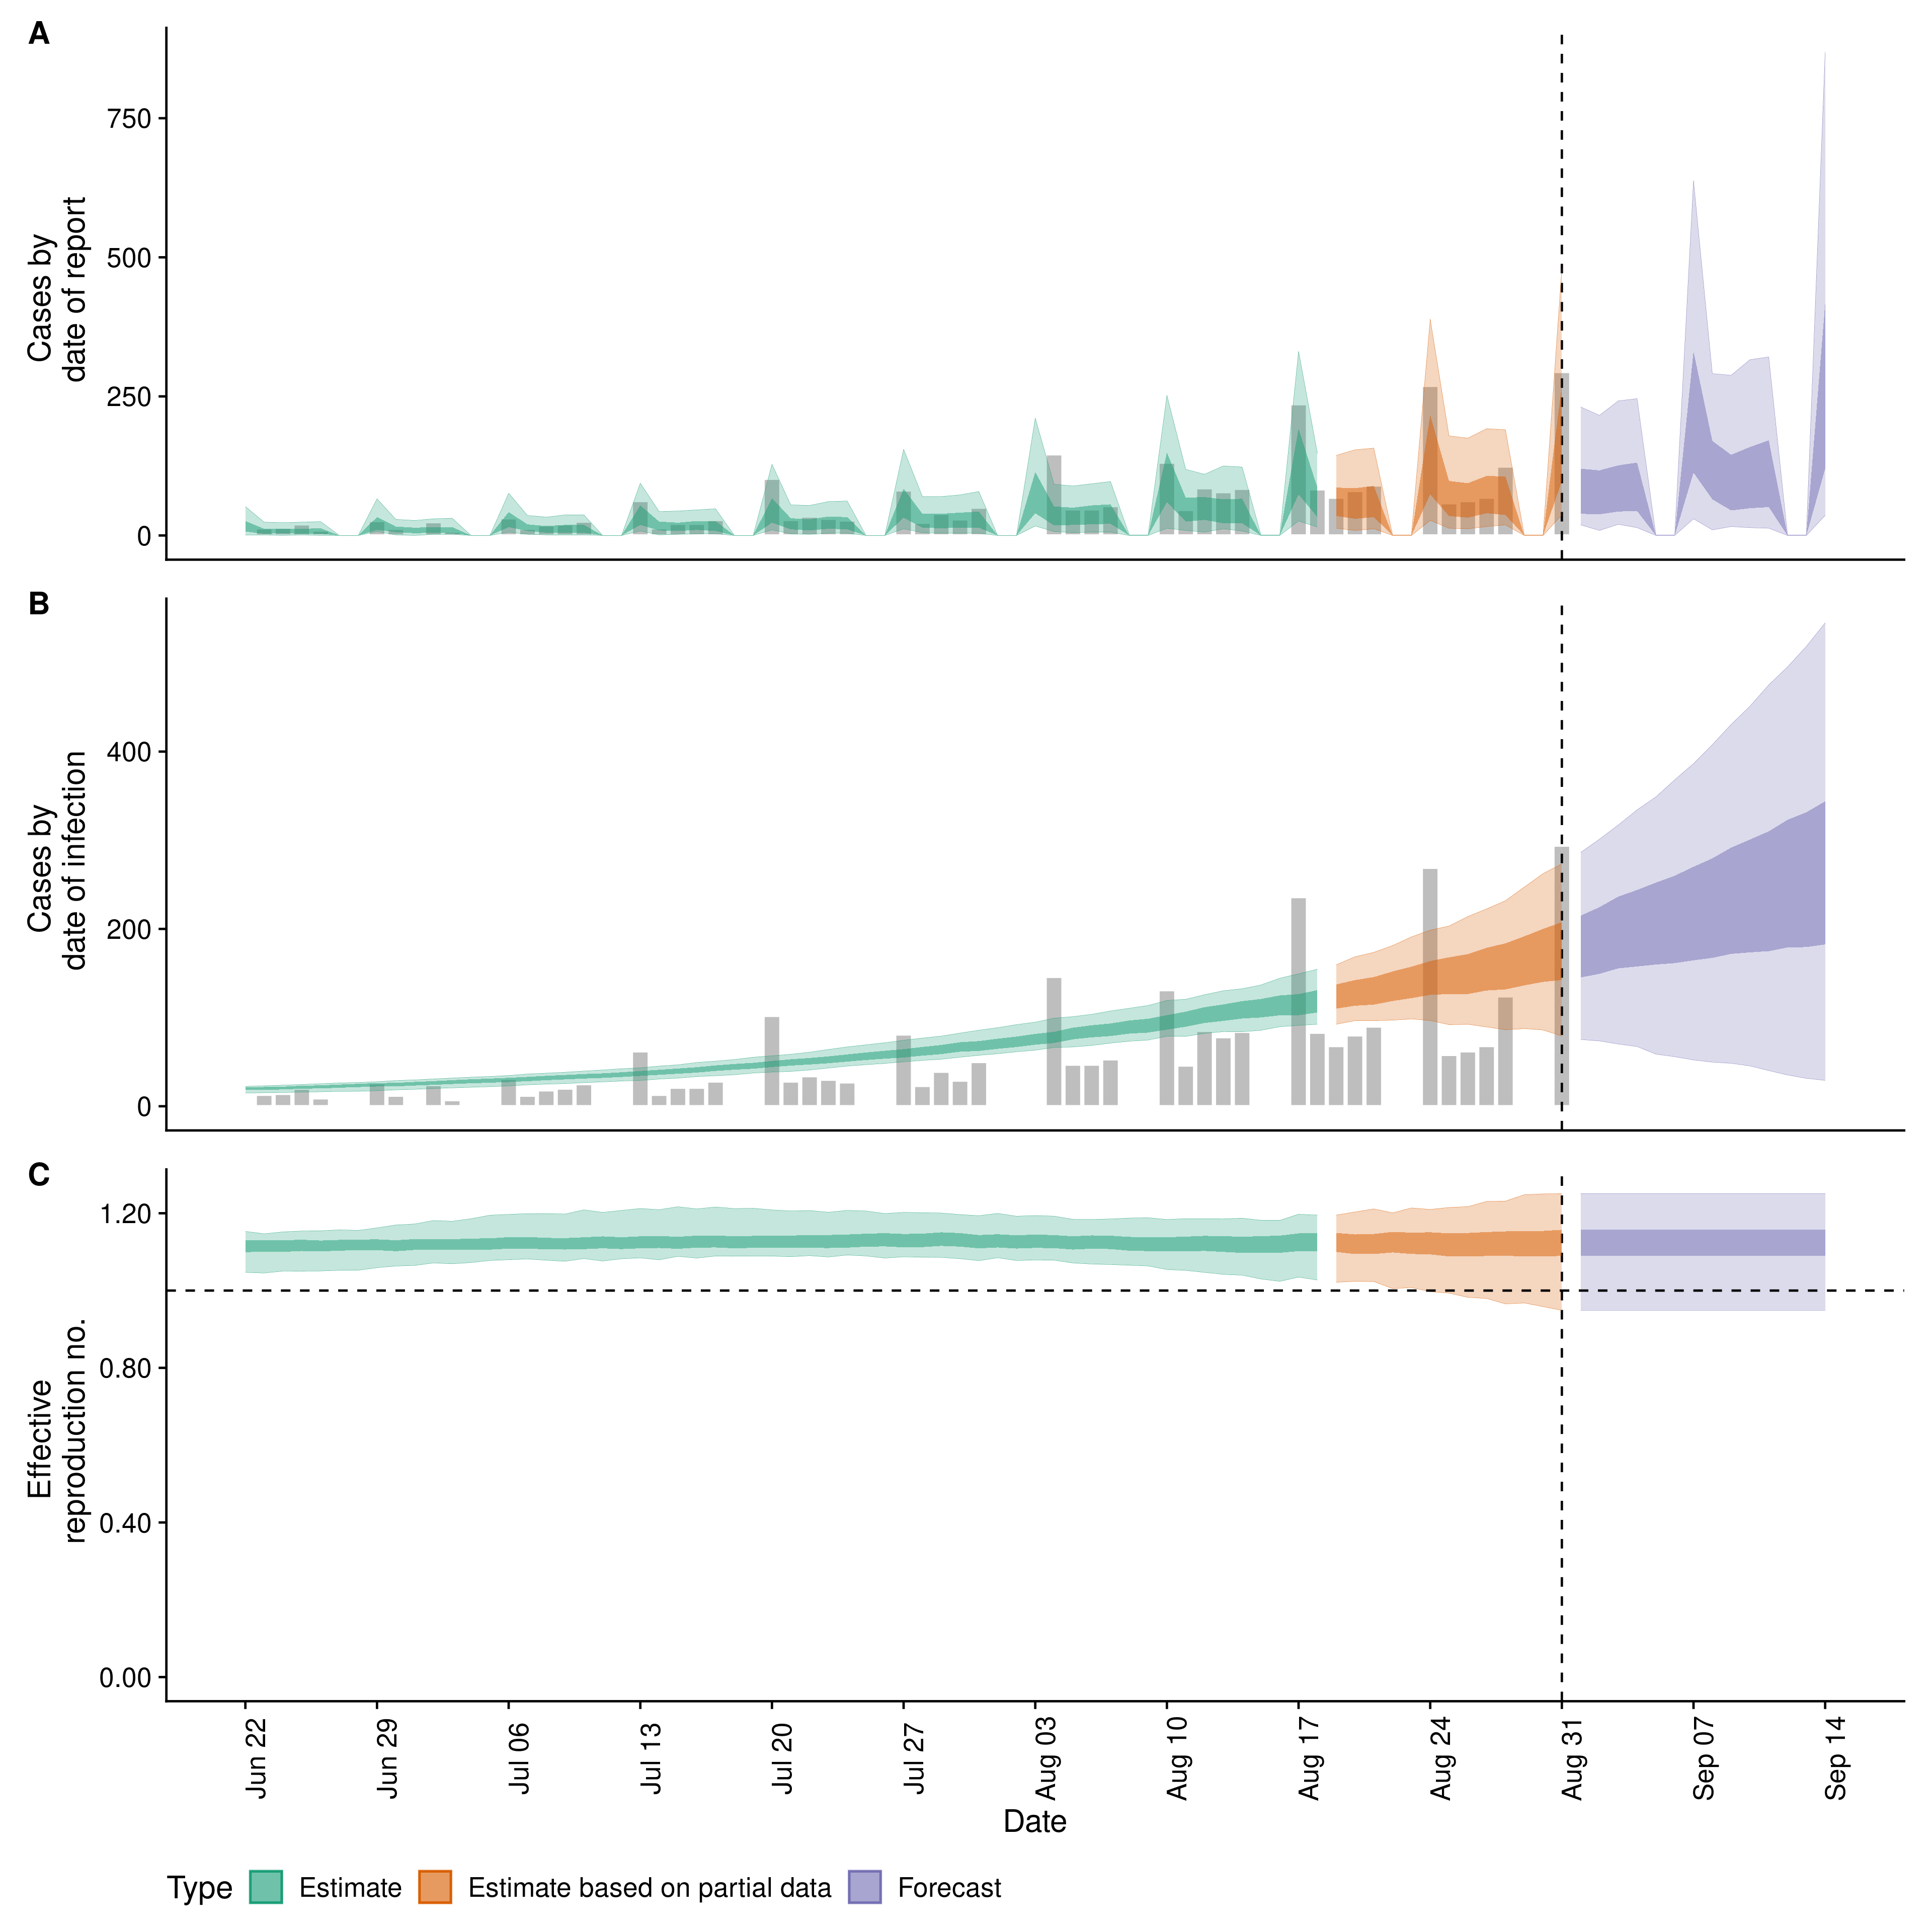 A
Cases by
date of report
750
500
250
0
B
Cases by
date of infection
400
200
0
C
Effective
reproduction no.
1.20
0.80
0.40
0.00
Jun 22
Jun 29
Jul 06
Jul 13
Jul 20
Jul 27
Aug 03
Aug 10
Aug 17
Aug 24
Aug 31
Sep 07
Sep 14
Date
Type Estimate Estimate based on partial data Forecast